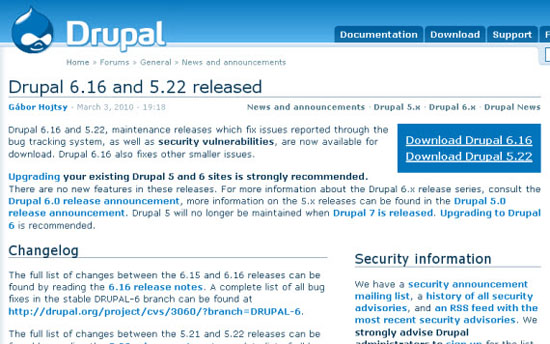 Drupal
Documentation
Download
Support
F
Home » Forums » General » News and announcements
Drupal 6.16 and 5.22 released
Gábor Hojtsy - March 3, 2010 - 19:18
News and announcements · Drupal 5.x · Drupal 6.x · Drupal News
Drupal 6.16 and 5.22, maintenance releases which fix issues reported through the
bug tracking system, as well as security vulnerabilities, are now available for
download. Drupal 6.16 also fixes other smaller issues.
Download Drupal 6.16
Download Drupal 5.22
Upgrading your existing Drupal 5 and 6 sites is strongly recommended.
There are no new features in these releases. For more information about the Drupal 6.x release series, consult the
Drupal 6.0 release announcement, more information on the 5.x releases can be found in the Drupal 5.0
release announcement. Drupal 5 will no longer be maintained when Drupal 7 is released. Upgrading to Drupal
6 is recommended.
Changelog
The full list of changes between the 6.15 and 6.16 releases can
be found by reading the 6.16 release notes. A complete list of all bug
fixes in the stable DRUPAL-6 branch can be found at
http://drupal.org/project/cvs/3060/?branch=DRUPAL-6.
The full list of changes between the 5.21 and 5.22 releases can
Security information
We have a security announcement
mailing list, a history of all security
advisories, and an RSS feed with the
most recent security advisories. We
strongly advise Drupal
administrators to sign up for the list